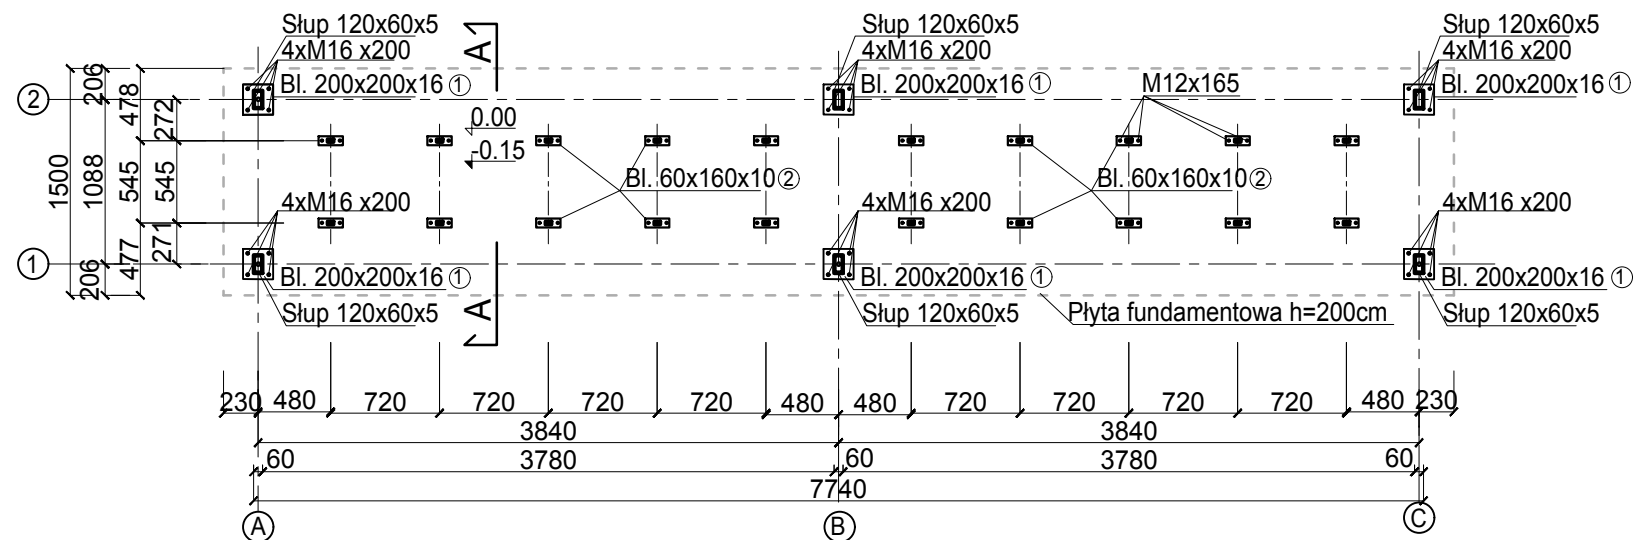 Słup 120x60x5
4xM16 x200
Bl. 200x200x16 ①
A1
Słup 120x60x5
4xM16 x200
Bl. 200x200x16 ①
M12x165
Słup 120x60x5
4xM16 x200
Bl. 200x200x16 ①
2
1
1500
206
1088
206
478
545
477
272
545
271
0.00
-0.15
Bl. 60x160x10②
Bl. 60x160x10②
4xM16 x200
Bl. 200x200x16 ①
Słup 120x60x5
A
4xM16 x200
Bl. 200x200x16 ①
Słup 120x60x5
4xM16 x200
Bl. 200x200x16 ①
Słup 120x60x5
Płyta fundamentowa h=200cm
230 480 720 720 720 720 480 480 720 720 720 720 480 230
3840 3840
60 3780 60 3780 60
7740
A B C